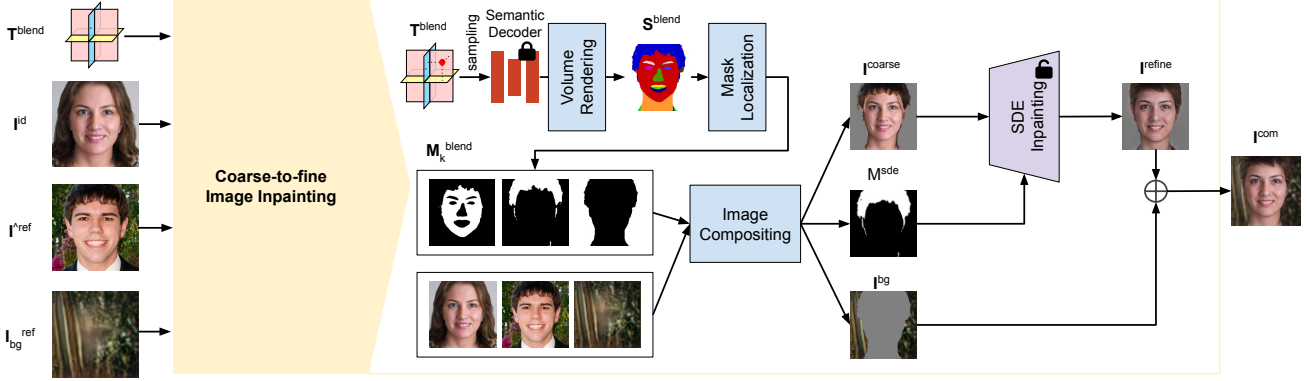 T^blend
I^id
I^^ref
I_bg^ref
Coarse-to-fine
Image Inpainting
T^blend
sampling
Semantic
Decoder
Volume
Rendering
S^blend
Mask
Localization
M_k^blend
Image
Compositing
I^coarse
M^sde
I^bg
SDE
Inpainting
I^refine
I^com